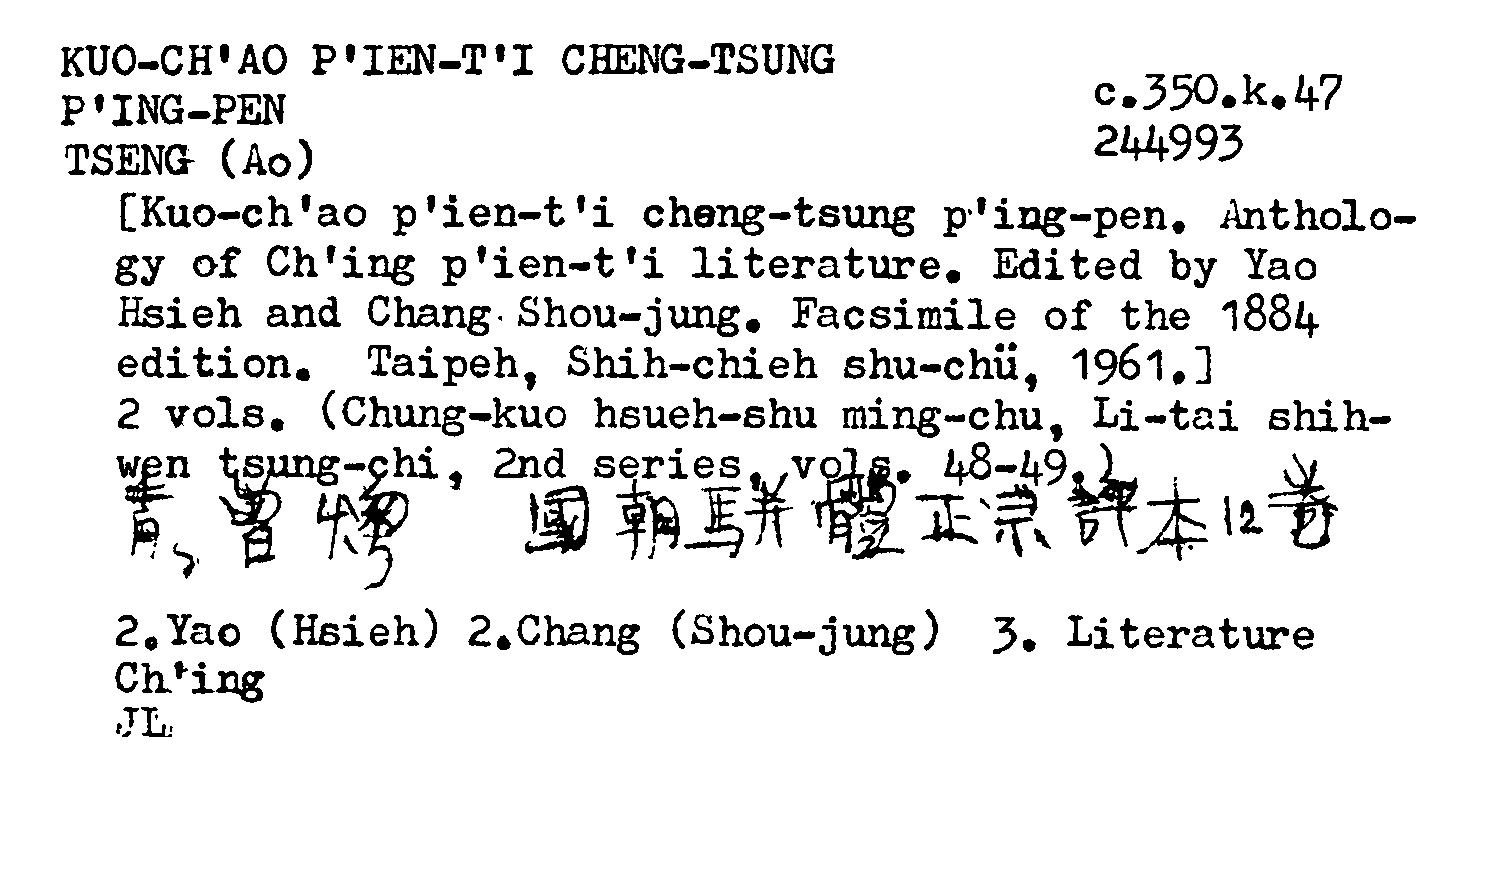 KUO-CH'AO P'IEN-T'I CHENG-TSUNG
P'ING-PEN
c.350.k.47
244993
TSENG (Ao)
[Kuo-ch'ao p'ien-t'i cheng-tsung p'ing-pen. Antholo-
gy of Ch'ing p'ien-t'i literature. Edited by Yao
Hsieh and Chang Shou-jung. Facsimile of the 1884
edition. Taipeh, Shih-chieh shu-chü, 1961.]
2 vols. (Chung-kuo hsueh-shu ming-chu, Li-tai shih-
wen tsung-chi, 2nd series, vols. 48-49.)
曾燠 國朝駢體正宗評本12卷
2.Yao (Hsieh) 2.Chang (Shou-jung) 3. Literature
Ch'ing
JL